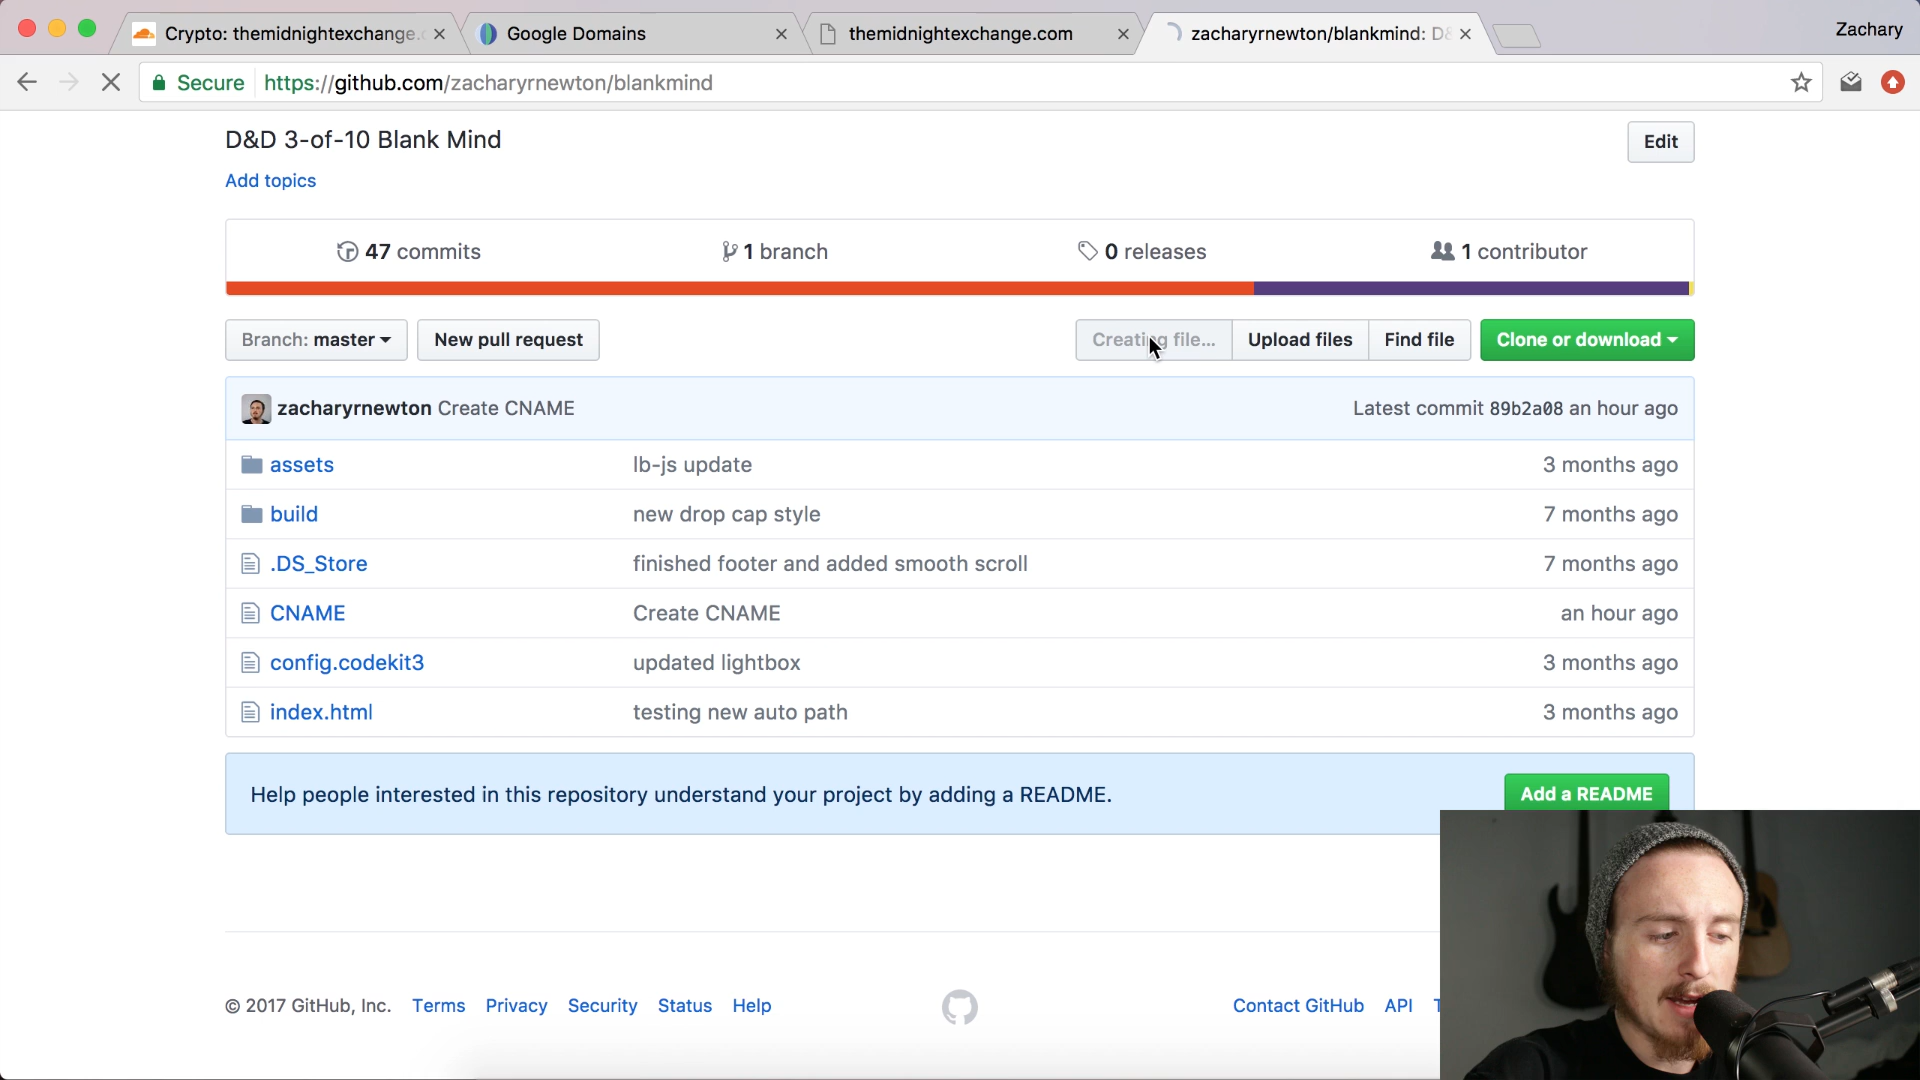 Crypto: themidnightexchange.c
Google Domains
themidnightexchange.com
zacharyrnewton/blankmind: D&
Zachary
Secure https://github.com/zacharyrnewton/blankmind
D&D 3-of-10 Blank Mind
Edit
Add topics
47 commits
1 branch
0 releases
1 contributor
Branch: master
New pull request
Creating file...
Upload files
Find file
Clone or download
zacharyrnewton Create CNAME
Latest commit 89b2a08 an hour ago
assets lb-js update 3 months ago
build new drop cap style 7 months ago
.DS_Store finished footer and added smooth scroll 7 months ago
CNAME Create CNAME an hour ago
config.codekit3 updated lightbox 3 months ago
index.html testing new auto path 3 months ago
Help people interested in this repository understand your project by adding a README.
Add a README
© 2017 GitHub, Inc. Terms Privacy Security Status Help
Contact GitHub API T